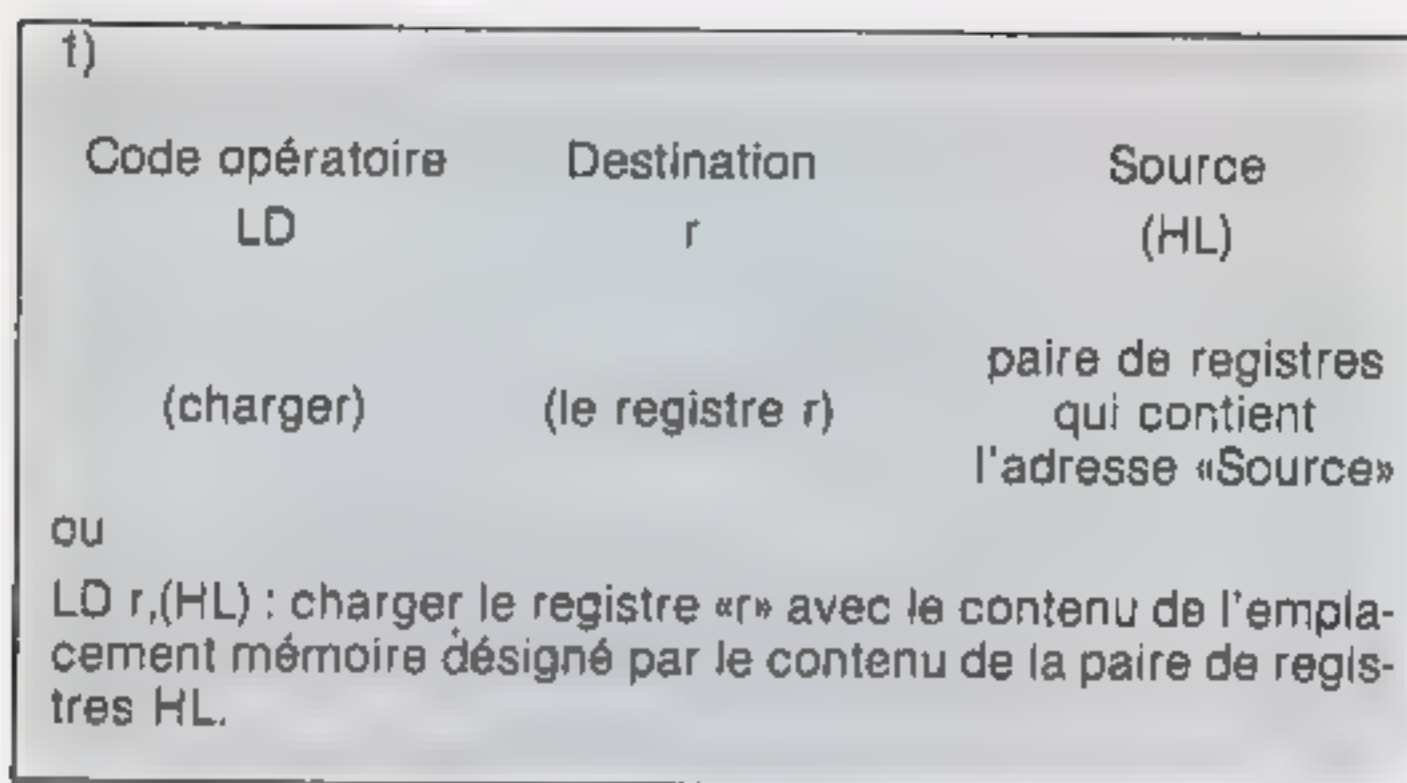 f)
Code opératoire Destination Source
LD r (HL)
(charger) (le registre r) paire de registres
qui contient
l'adresse «Source»
ou
LD r,(HL) : charger le registre «r» avec le contenu de l'empla-
cement mémoire désigné par le contenu de la paire de regis-
tres HL.